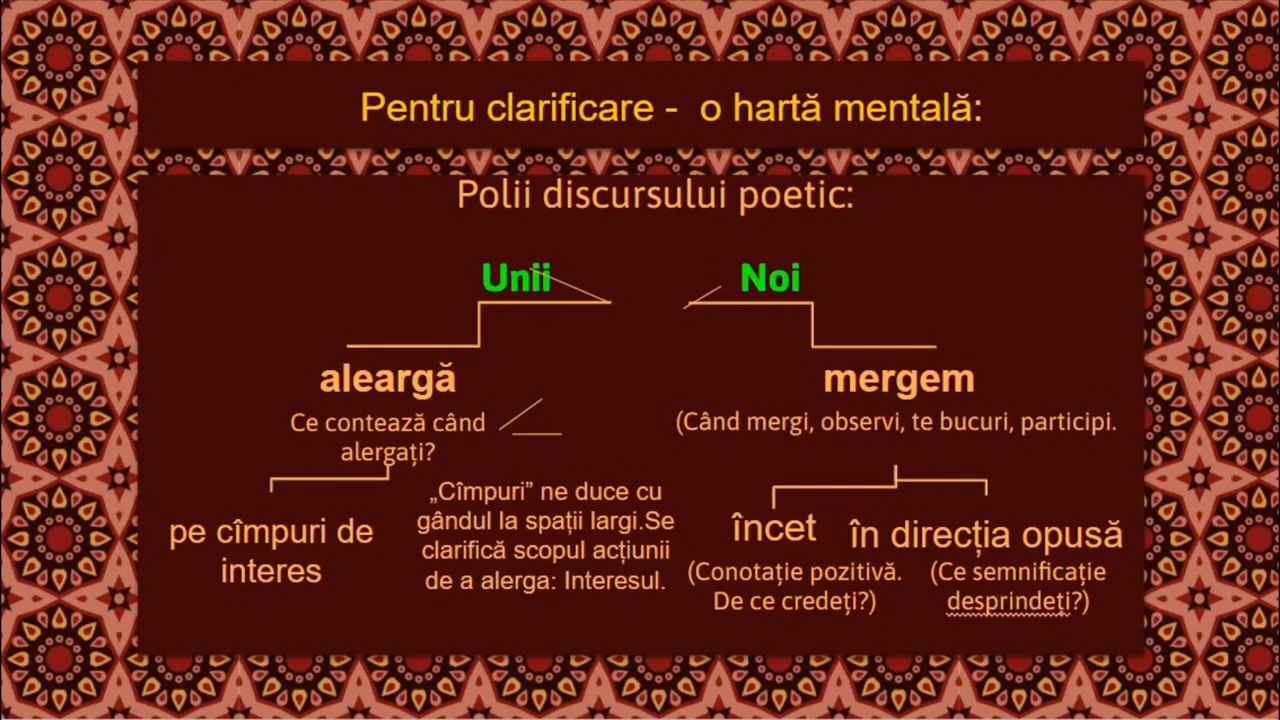 Pentru clarificare - o hartă mentală:
Polii discursului poetic:
Unii
Noi
aleargă
mergem
Ce contează când
alergați?
(Când mergi, observi, te bucuri, participi.
pe cîmpuri de
interes
„Cîmpuri” ne duce cu
gândul la spații largi.Se
clarifică scopul acțiunii
de a alerga: Interesul.
încet
(Conotație pozitivă.
De ce credeți?)
în direcția opusă
(Ce semnificație
desprindeți?)